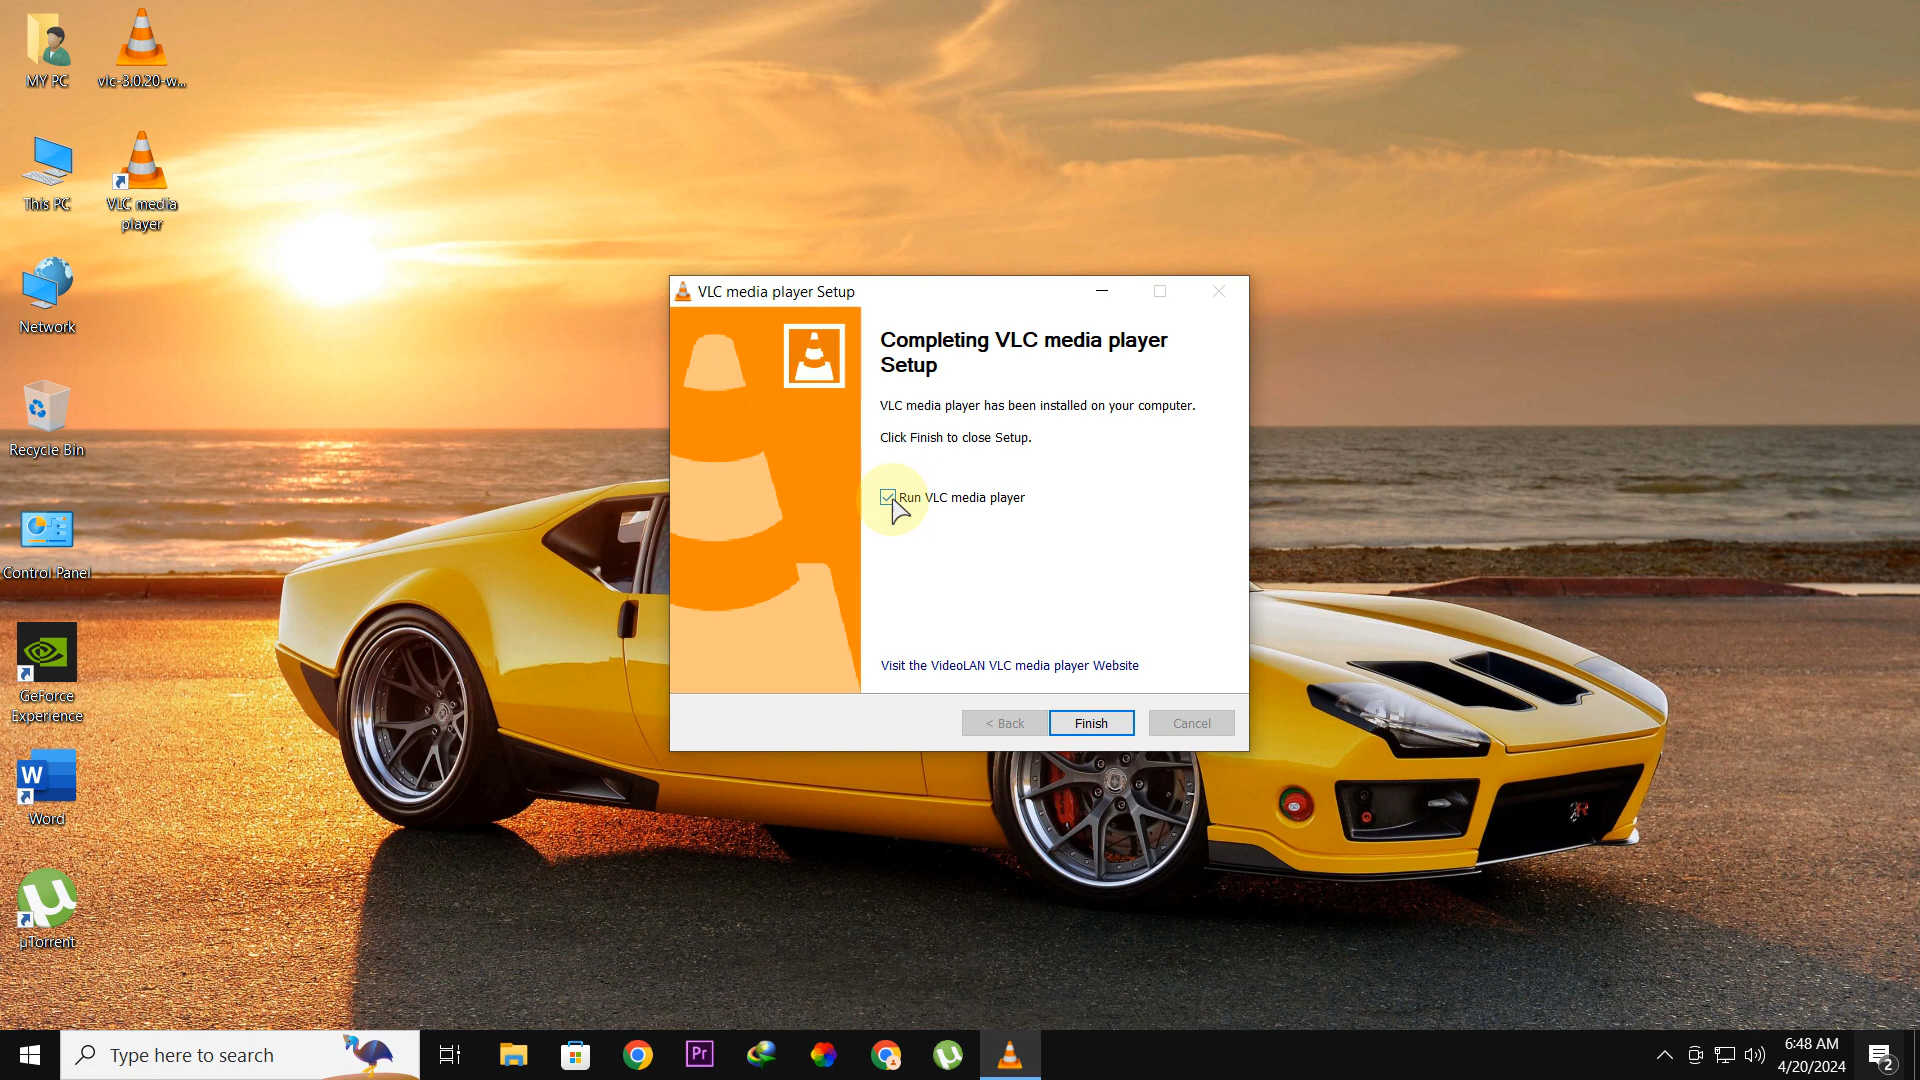 MY PC
vlc-3.0.20-w...
This PC
VLC media
player
Network
Recycle Bin
Control Panel
GeForce
Experience
W
Word
µTorrent
VLC media player Setup
Completing VLC media player
Setup
VLC media player has been installed on your computer.
Click Finish to close Setup.
Run VLC media player
Visit the VideoLAN VLC media player Website
< Back
Finish
Cancel
Type here to search
Pr
6:48 AM
4/20/2024
2